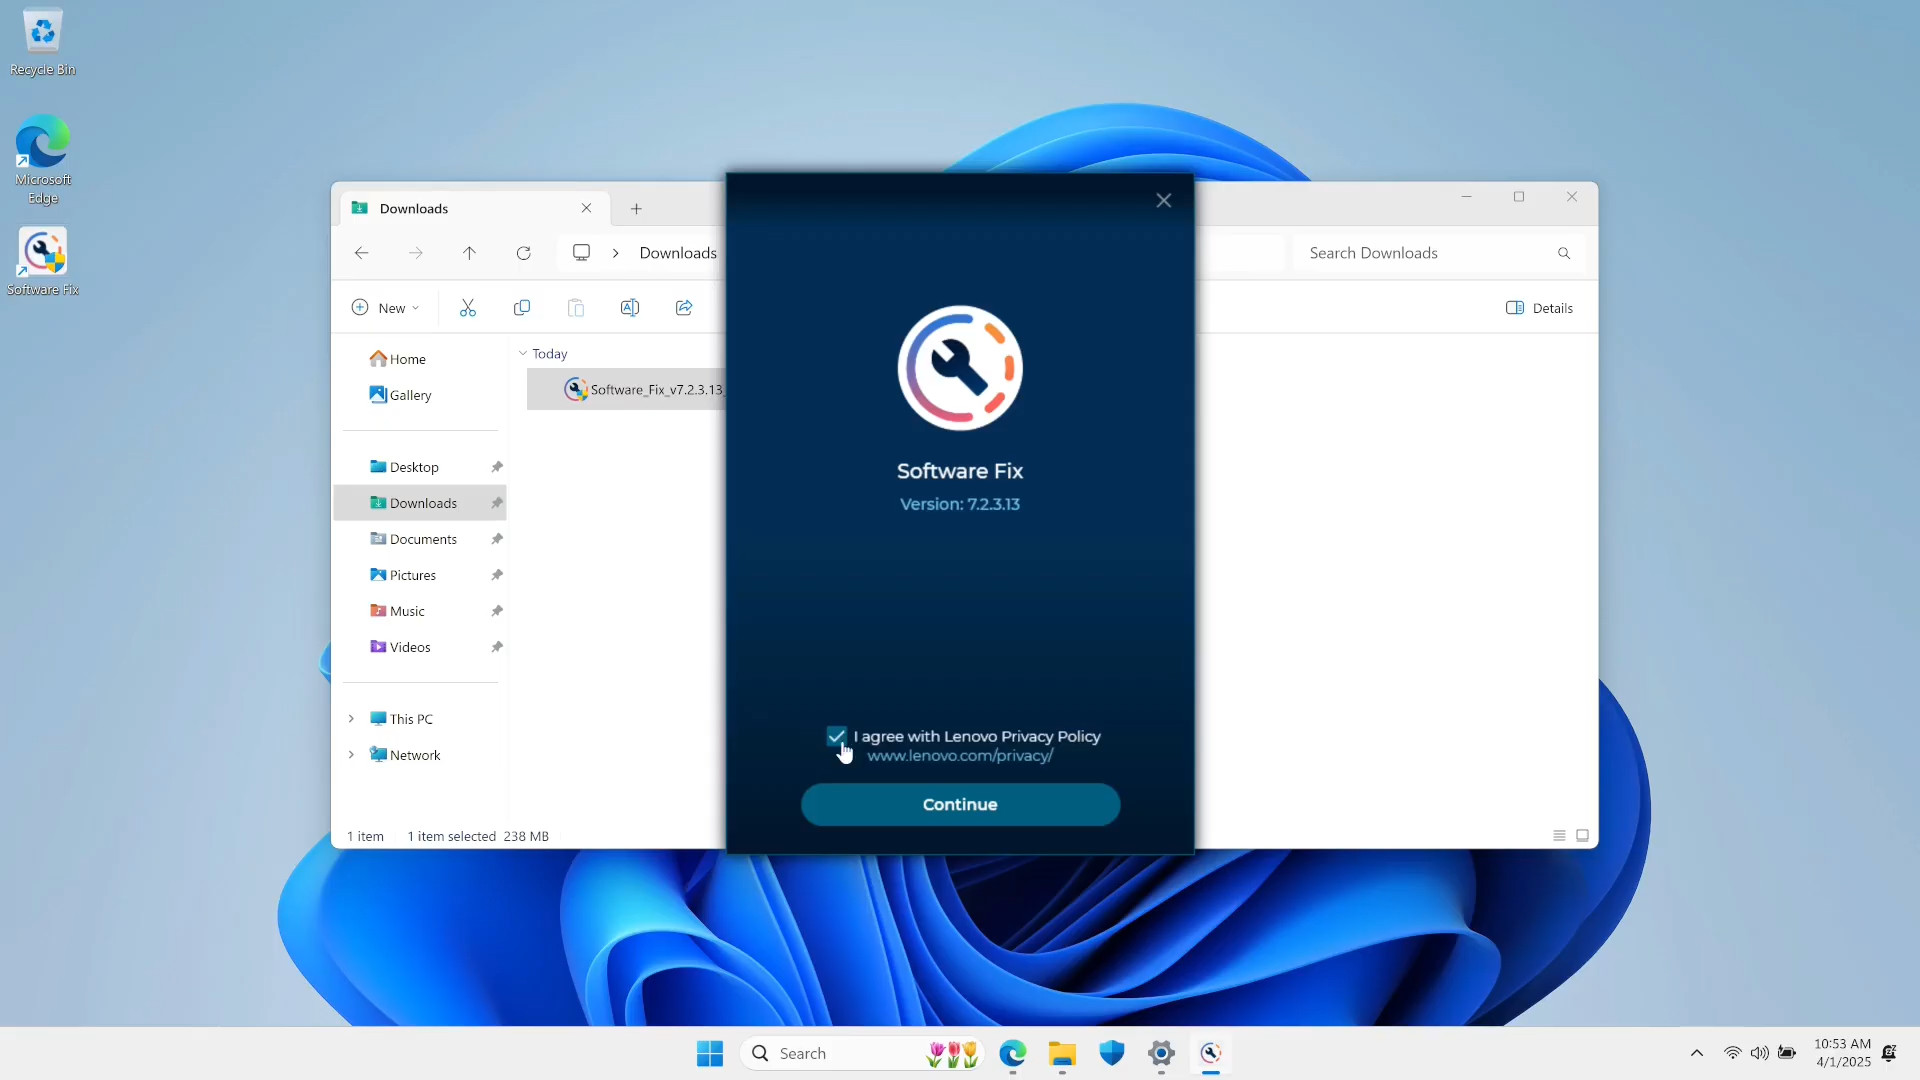 Recycle Bin
Microsoft
Edge
Software Fix
Downloads
Downloads
Search Downloads
New
Details
Home
Gallery
Desktop
Downloads
Documents
Pictures
Music
Videos
This PC
Network
Today
Software_Fix_v7.2.3.13_
1 item
1 item selected 238 MB
Software Fix
Version: 7.2.3.13
I agree with Lenovo Privacy Policy
www.lenovo.com/privacy/
Continue
Search
10:53 AM
4/1/2025